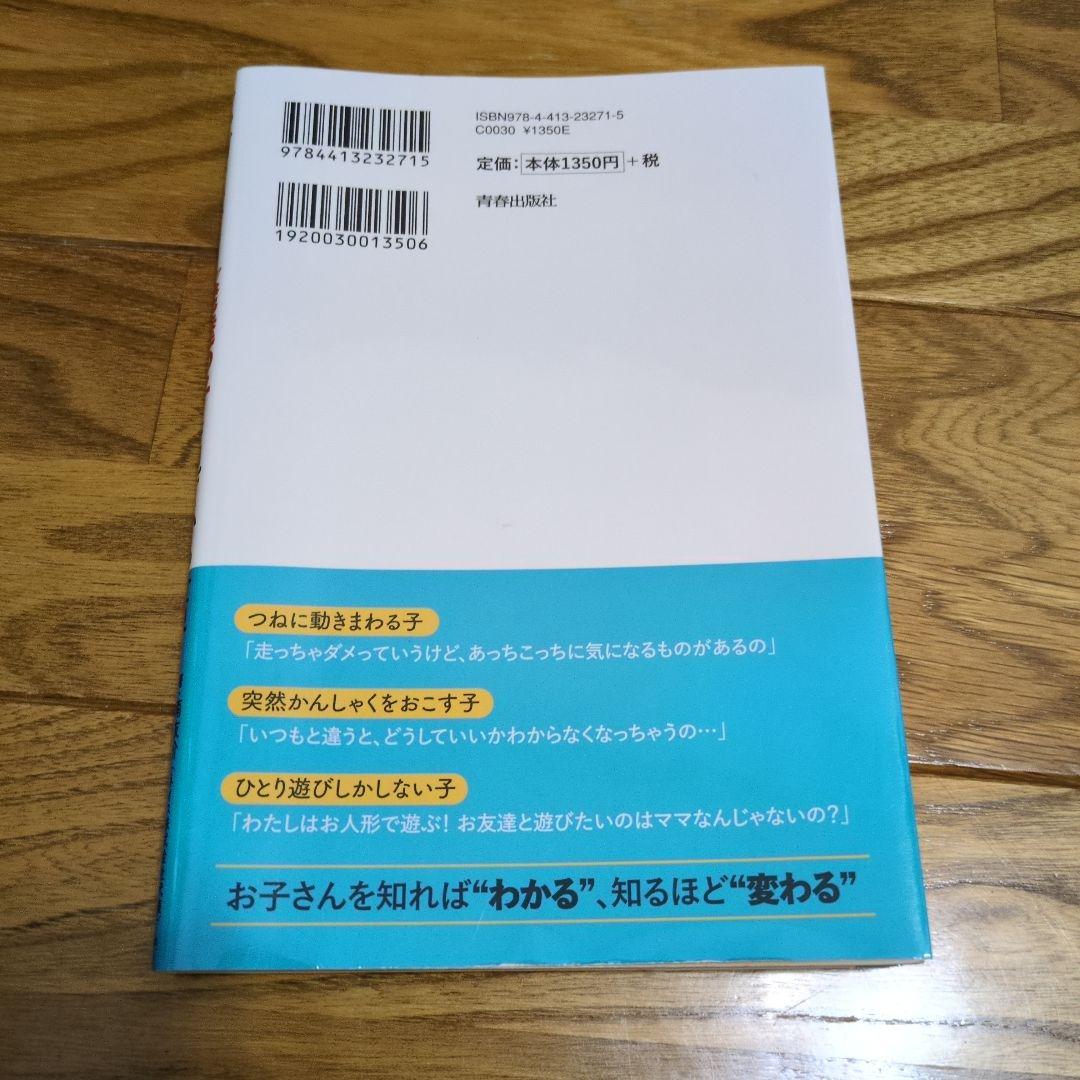 9784413232715
1920030013506
ISBN978-4-413-23271-5
C0030 ¥1350E
定価：本体1350円＋税
青春出版社
つねに動きまわる子
「走っちゃダメっていうけど、あっちこっちに気になるものがあるの」
突然かんしゃくをおこす子
「いつもと違うと、どうしていいかわからなくなっちゃうの…」
ひとり遊びしかしない子
「わたしはお人形で遊ぶ！お友達と遊びたいのはママなんじゃないの？」
お子さんを知れば“わかる”、知るほど“変わる”